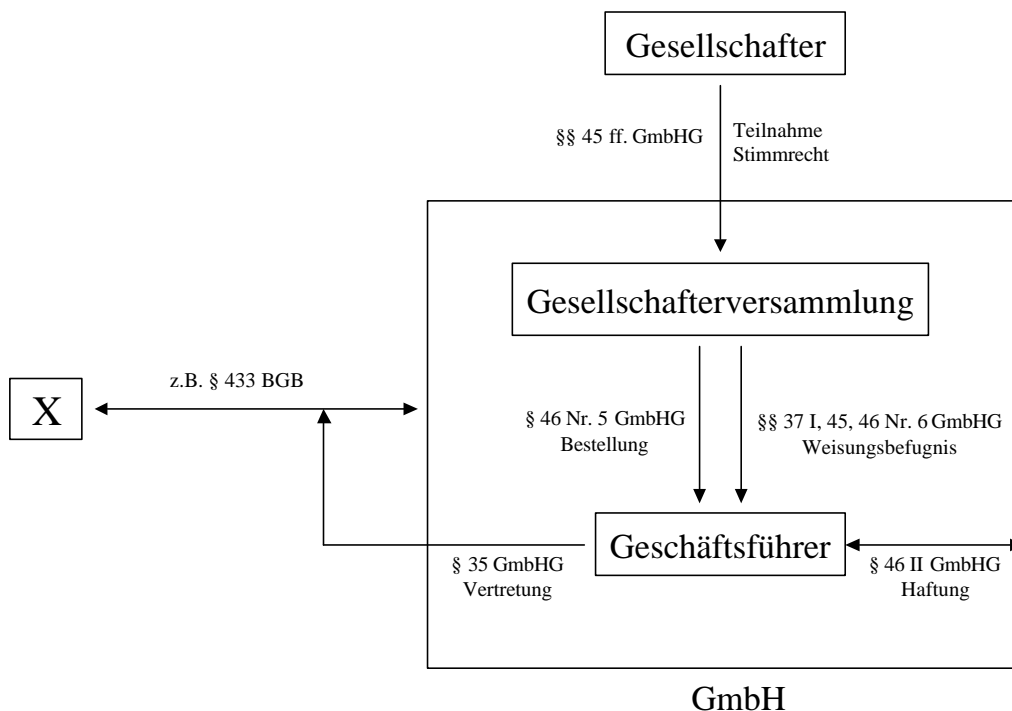 Gesellschafter
§§ 45 ff. GmbHG
Teilnahme
Stimmrecht
Gesellschafterversammlung
z.B. § 433 BGB
X
§ 46 Nr. 5 GmbHG
Bestellung
§§ 37 I, 45, 46 Nr. 6 GmbHG
Weisungsbefugnis
Geschäftsführer
§ 35 GmbHG
Vertretung
§ 46 II GmbHG
Haftung
GmbH